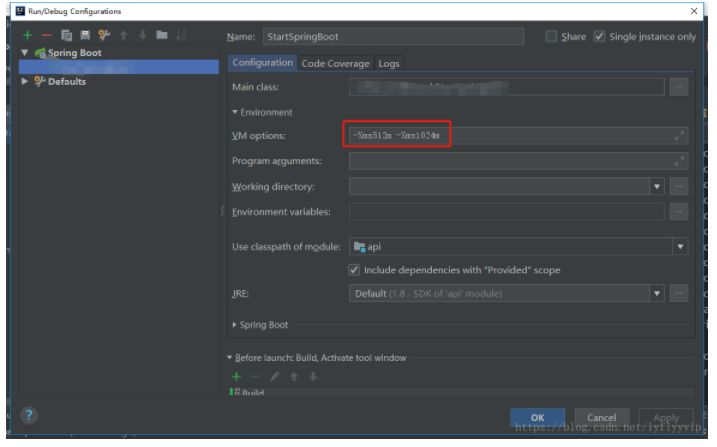 Run/Debug Configurations
Name: StartSpringBoot
Share
Single instance only
Spring Boot
Defaults
Configuration Code Coverage Logs
Main class:
Environment
VM options: -Xms512m -Xmx1024m
Program arguments:
Working directory:
Environment variables:
Use classpath of module: api
Include dependencies with "Provided" scope
JRE: Default (1.8 - SDK of 'api' module)
Spring Boot
Before launch: Build, Activate tool window
Build
? OK Cancel Apply
https://blog.csdn.net/lyflyyvip